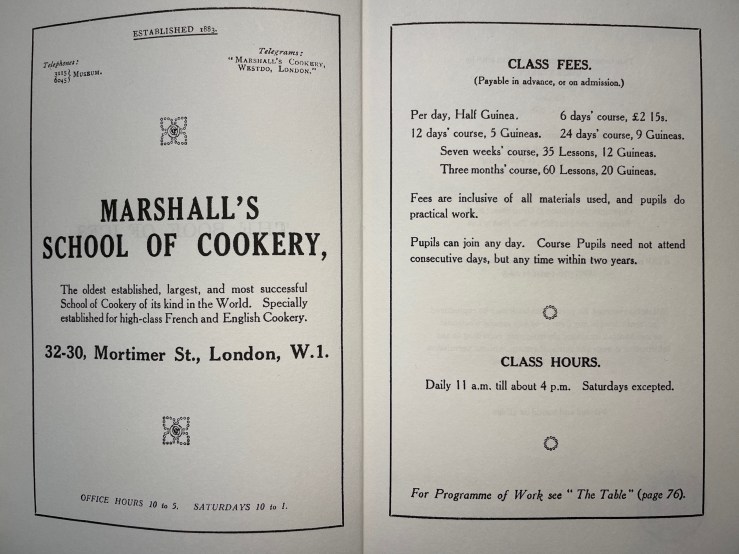 ESTABLISHED 1883.
Telephones:
3115
6045 } MUSEUM.
Telegrams:
"MARSHALL'S COOKERY,
WESTDO, LONDON."
MARSHALL'S
SCHOOL OF COOKERY,
The oldest established, largest, and most successful
School of Cookery of its kind in the World. Specially
established for high-class French and English Cookery.
32-30, Mortimer St., London, W.1.
OFFICE HOURS 10 to 5. SATURDAYS 10 to 1.
CLASS FEES.
(Payable in advance, or on admission.)
Per day, Half Guinea. 6 days' course, £2 15s.
12 days' course, 5 Guineas. 24 days' course, 9 Guineas.
Seven weeks' course, 35 Lessons, 12 Guineas.
Three months' course, 60 Lessons, 20 Guineas.
Fees are inclusive of all materials used, and pupils do
practical work.
Pupils can join any day. Course Pupils need not attend
consecutive days, but any time within two years.
CLASS HOURS.
Daily 11 a.m. till about 4 p.m. Saturdays excepted.
For Programme of Work see "The Table" (page 76).